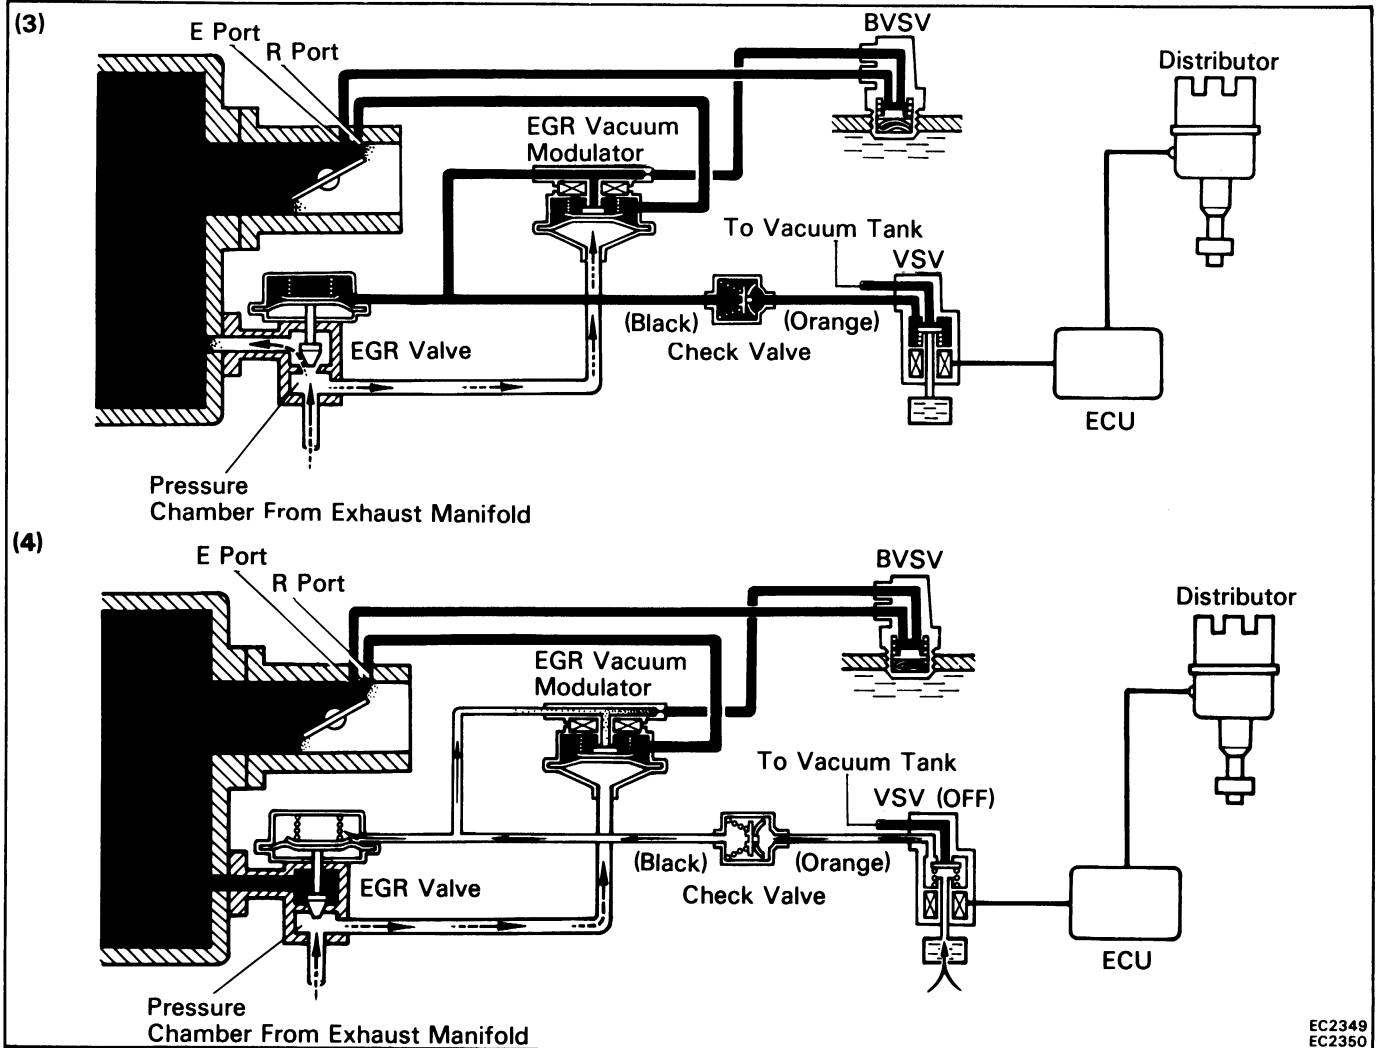 (3)
E Port
R Port
BVSV
Distributor
EGR Vacuum
Modulator
To Vacuum Tank
VSV
(Black)
(Orange)
Check Valve
EGR Valve
ECU
Pressure
Chamber From Exhaust Manifold
(4)
E Port
R Port
BVSV
Distributor
EGR Vacuum
Modulator
To Vacuum Tank
VSV (OFF)
(Black)
(Orange)
Check Valve
EGR Valve
ECU
Pressure
Chamber From Exhaust Manifold
EC2349
EC2350